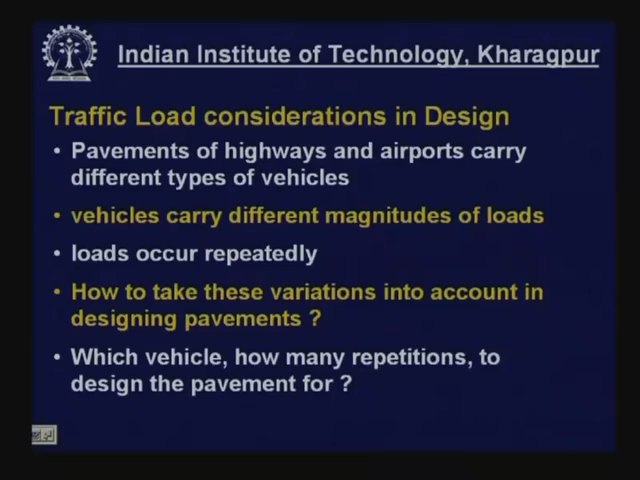 Indian Institute of Technology, Kharagpur
Traffic Load considerations in Design
• Pavements of highways and airports carry
different types of vehicles
• vehicles carry different magnitudes of loads
• loads occur repeatedly
• How to take these variations into account in
designing pavements ?
• Which vehicle, how many repetitions, to
design the pavement for ?